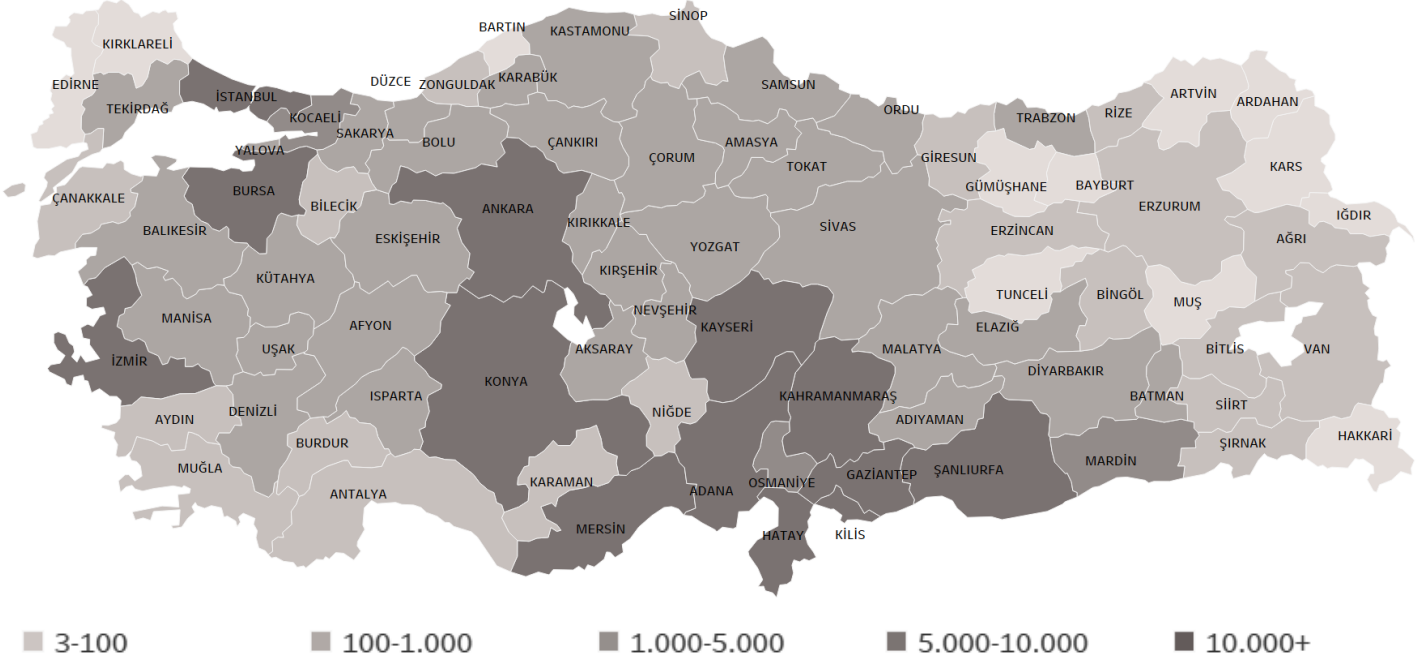 SİNOP
BARTIN
KASTAMONU
KIRKLARELİ
EDİRNE
DÜZCE
ZONGULDAK
KARABÜK
SAMSUN
TEKİRDAĞ
İSTANBUL
ARTVİN
ARDAHAN
KOCAELİ
ORDU
TRABZON
RİZE
SAKARYA
YALOVA
BOLU
ÇANKIRI
AMASYA
ÇORUM
TOKAT
GİRESUN
KARS
GÜMÜŞHANE
BAYBURT
ÇANAKKALE
BURSA
BİLECİK
ANKARA
ERZURUM
IĞDIR
BALIKESİR
ESKİŞEHİR
KIRIKKALE
YOZGAT
SİVAS
ERZİNCAN
AĞRI
KÜTAHYA
KIRŞEHİR
TUNCELİ
BİNGÖL
MUŞ
MANİSA
AFYON
NEVŞEHİR
KAYSERİ
ELAZIĞ
UŞAK
AKSARAY
MALATYA
BİTLİS
VAN
İZMİR
KONYA
DİYARBAKIR
ISPARTA
KAHRAMANMARAŞ
BATMAN
SİİRT
AYDIN
DENİZLİ
NİĞDE
ADIYAMAN
BURDUR
ŞIRNAK
HAKKARİ
MUĞLA
MARDİN
ANTALYA
KARAMAN
ADANA
OSMANİYE
GAZİANTEP
ŞANLIURFA
MERSİN
HATAY
KİLİS
3-100
100-1.000
1.000-5.000
5.000-10.000
10.000+